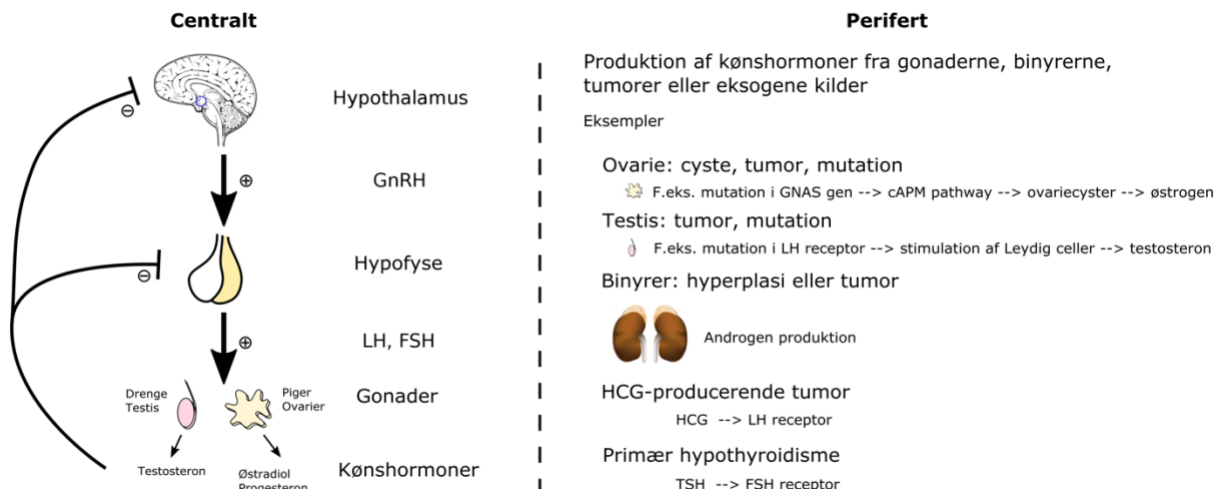 Centralt
Hypothalamus
⊖
⊕
GnRH
Hypofyse
⊖
⊕
LH, FSH
Drenge
Testis
Piger
Ovarier
Gonader
Testosteron
Østradiol
Progesteron
Kønshormoner
Perifert
Produktion af kønshormoner fra gonaderne, binyrerne,
tumorer eller eksogene kilder
Eksempler
Ovarie: cyste, tumor, mutation
F.eks. mutation i GNAS gen --> cAPM pathway --> ovariecyster --> østrogen
Testis: tumor, mutation
F.eks. mutation i LH receptor --> stimulation af Leydig celler --> testosteron
Binyrer: hyperplasi eller tumor
Androgen produktion
HCG-producerende tumor
HCG --> LH receptor
Primær hypothyroidisme
TSH --> FSH receptor